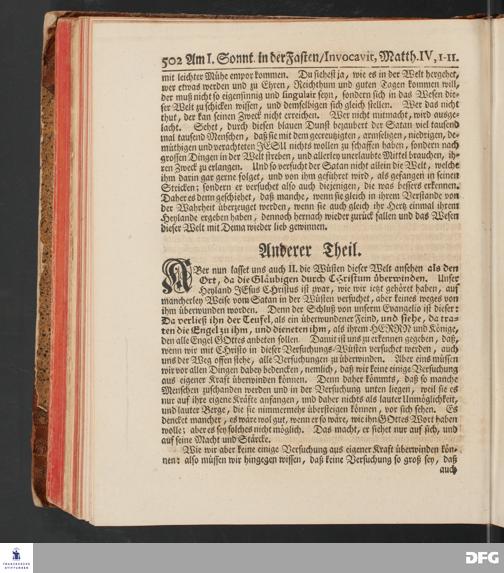 502 Am I. Sonnt. in der Fasten/Invocavit, Matth. IV, 1-11.
mit leichter Mühe empor kommen. Du siehest ja, wie es in der Welt hergehet,
wer etwas werden und zu Ehren, Reichthum und guten Tagen kommen will,
der muß nicht so eigensinnig und singulair seyn, sondern sich in das Wesen die-
ser Welt zu schicken wissen, und demselbigen sich gleich stellen. Wer das nicht
thut, der kan seinen Zweck nicht erreichen. Wer nicht mitmacht, wird ausge-
lacht. Sehet, durch diesen blauen Dunst bezaubert der Satan viel tausend
mal tausend Menschen, daß sie mit dem gecreutzigten, armseligen, niedrigen, de-
müthigen und verachteten JESU nichts wollen zu schaffen haben, sondern nach
grossen Dingen in der Welt streben, und allerley unerlaubte Mittel brauchen, ih-
ren Zweck zu erlangen. Und so versucht der Satan nicht allein die Welt, welche
ihm darin gar gerne folget, und von ihm geführet wird, als gefangen in seinen
Stricken; sondern er versuchet also auch diejenigen, die was bessers erkennen.
Daher es denn geschiehet, daß manche, wenn sie gleich in ihrem Verstande von
der Wahrheit überzeuget werden, wenn sie auch gleich ihr Hertz einmal ihrem
Heylande ergeben haben, dennoch hernach wieder zurück fallen und das Wesen
dieser Welt mit Dema wieder lieb gewinnen.
Anderer Theil.
ABer nun lasset uns auch II. die Wüsten dieser Welt ansehen als den
Ort, da die Gläubigen durch Christum überwinden. Unser
Heyland JEsus CHristus ist zwar, wie wir ietzt gehöret haben, auf
mancherley Weise vom Satan in der Wüsten versuchet, aber keines weges von
ihm überwunden worden. Denn der Schluß von unserm Evangelio ist dieser:
Da verließ ihn der Teufel, als ein überwundener Feind, und siehe, da tra-
ten die Engel zu ihm, und dieneten ihm, als ihrem HERRN und Könige,
den alle Engel GOttes anbeten sollen. Damit ist uns zu erkennen gegeben, daß,
wenn wir mit CHristo in dieser Versuchungs-Wüsten versuchet werden, auch
uns der Weg offen stehe, alle Versuchungen zu überwinden. Aber eins müssen
wir vor allen Dingen dabey bedencken, nemlich, daß wir keine einige Versuchung
aus eigener Kraft überwinden können. Denn daher kommts, daß so manche
Menschen zuschanden werden und in der Versuchung unten liegen, weil sie es
nur auf ihre eigene Kräfte anfangen, und daher nichts als lauter Unmöglichkeit,
und lauter Berge, die sie nimmermehr übersteigen können, vor sich sehen. Es
dencket mancher, es wäre wol gut, wenn er so wäre, wie ihn GOttes Wort haben
wolle; aber es sey solches nicht möglich. Das macht, er siehet nur auf sich, und
auf seine Macht und Stärcke.
Wie wir aber keine einige Versuchung aus eigener Kraft überwinden kön-
nen: also müssen wir hingegen wissen, daß keine Versuchung so groß sey, daß
auch
FRANCKESCHE
STIFTUNGEN
DFG